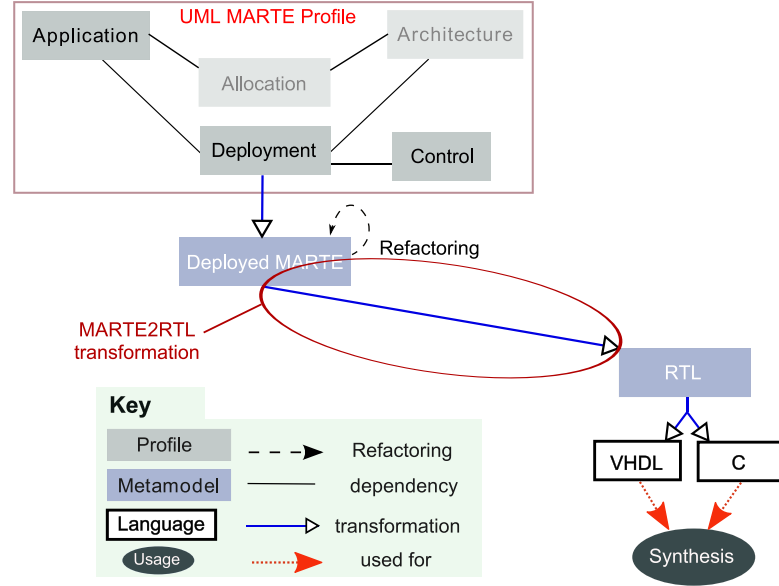 UML MARTE Profile
Application
Architecture
Allocation
Deployment
Control
Refactoring
Deployed MARTE
MARTE2RTL
transformation
RTL
VHDL
C
Synthesis
Key
Profile
Refactoring
Metamodel
dependency
Language
transformation
Usage
used for